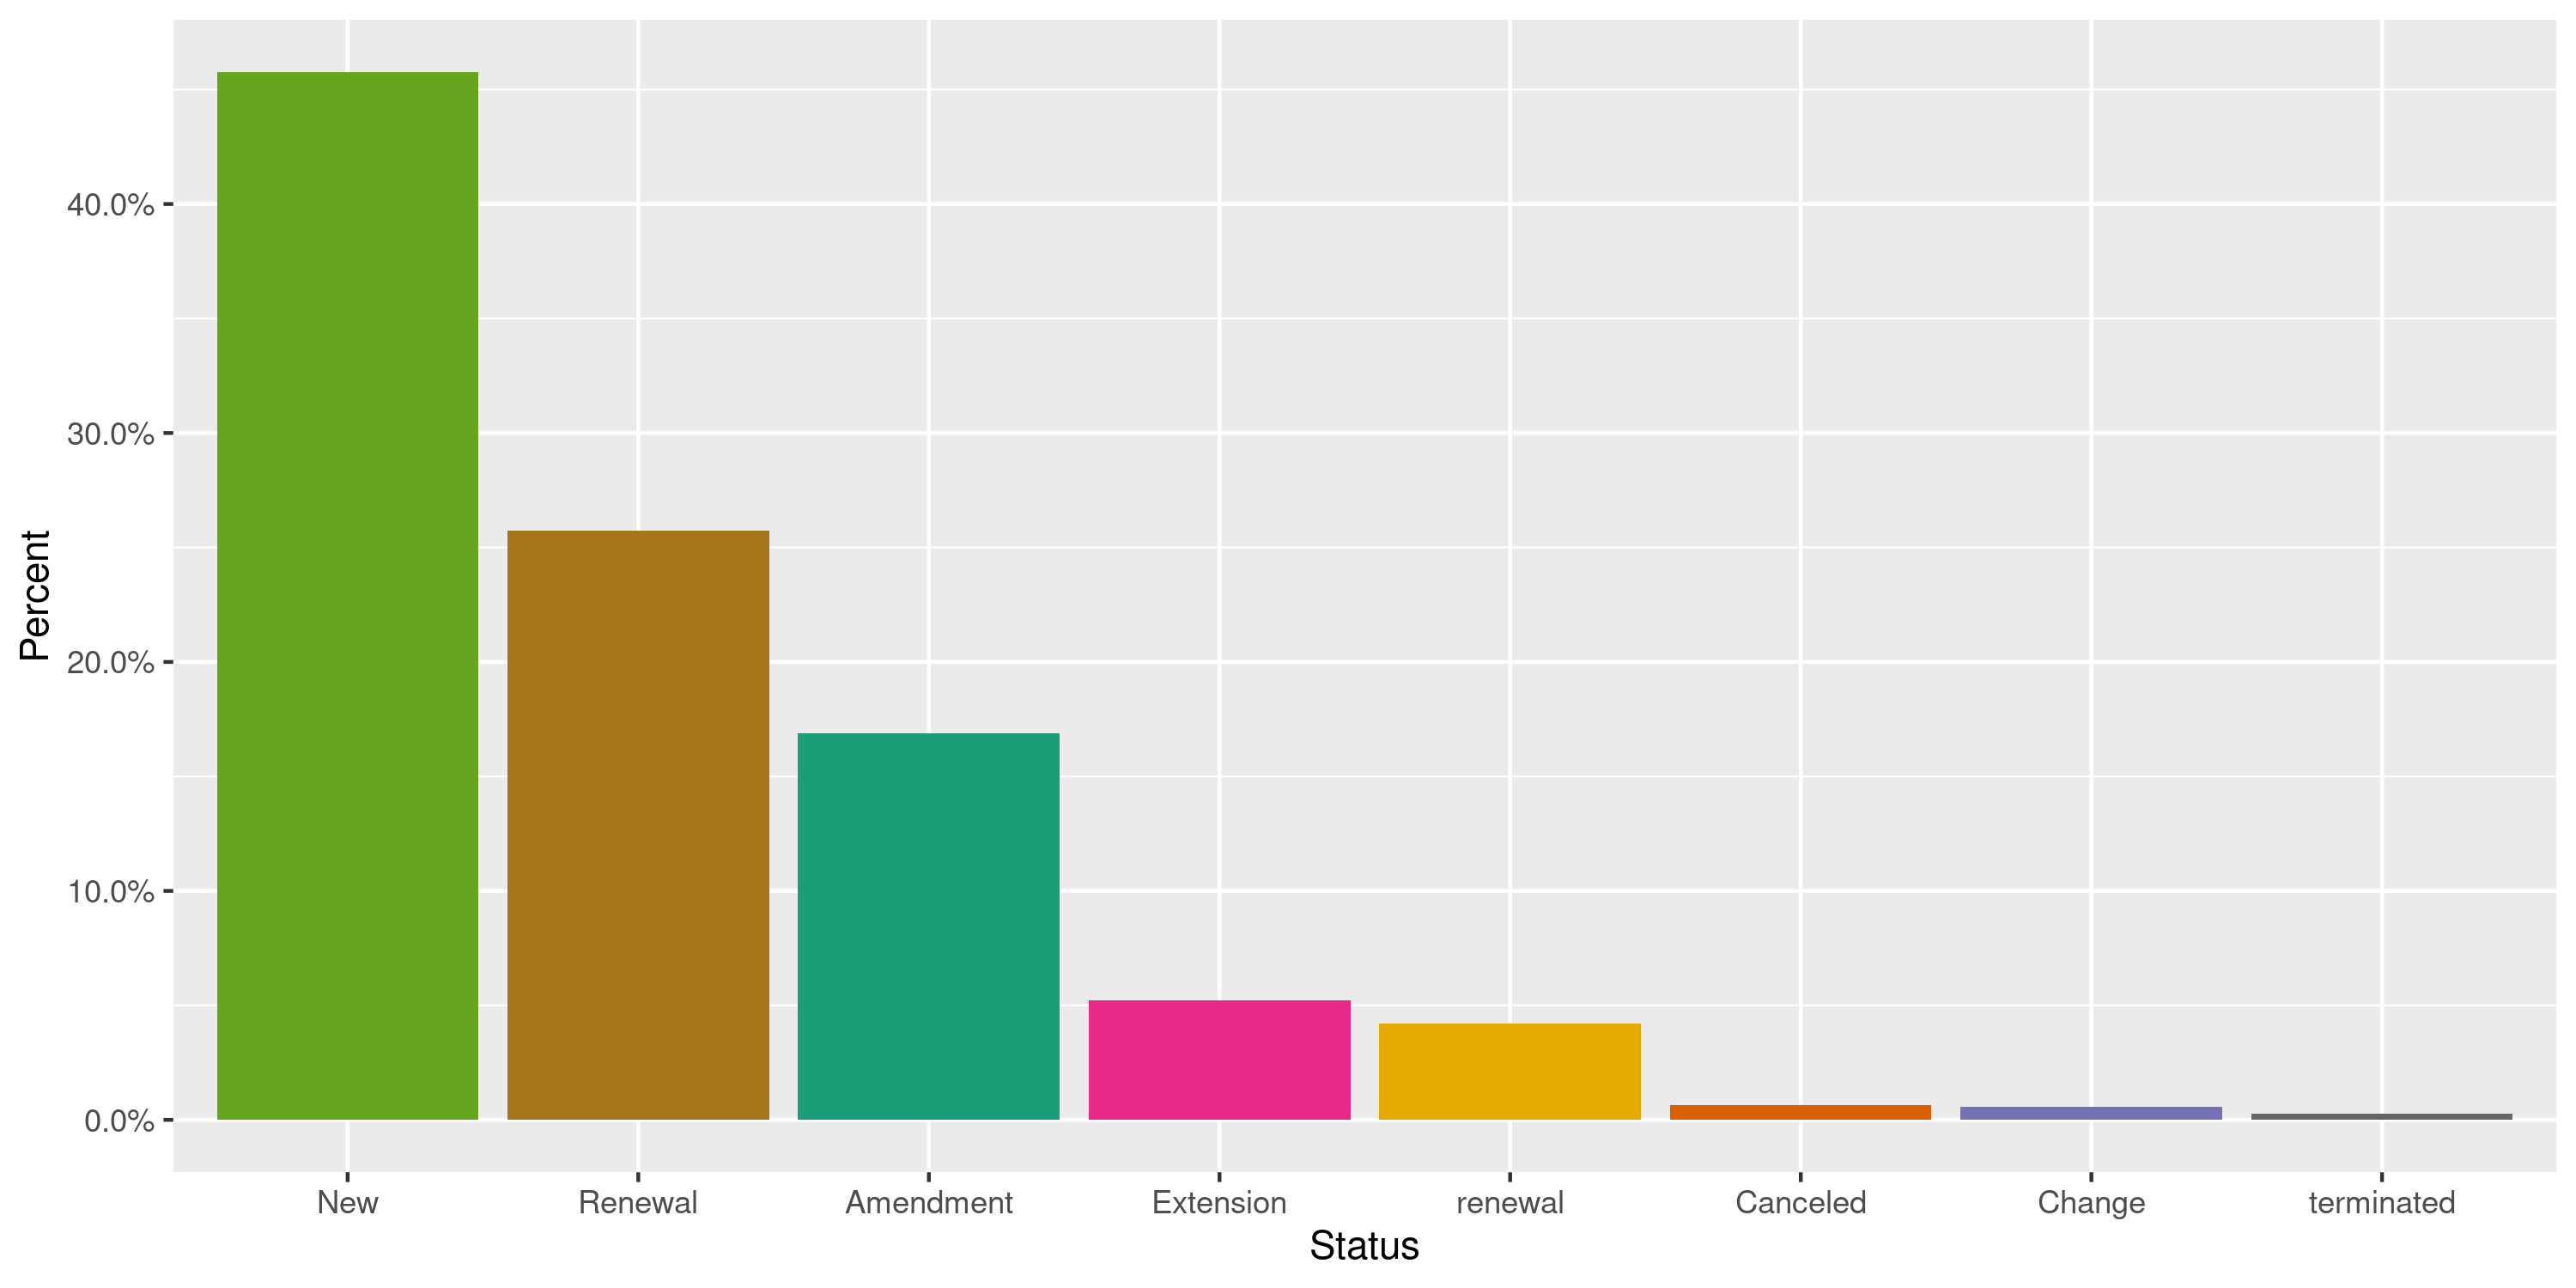 Percent
40.0%
30.0%
20.0%
10.0%
0.0%
New Renewal Amendment Extension renewal Canceled Change terminated
Status